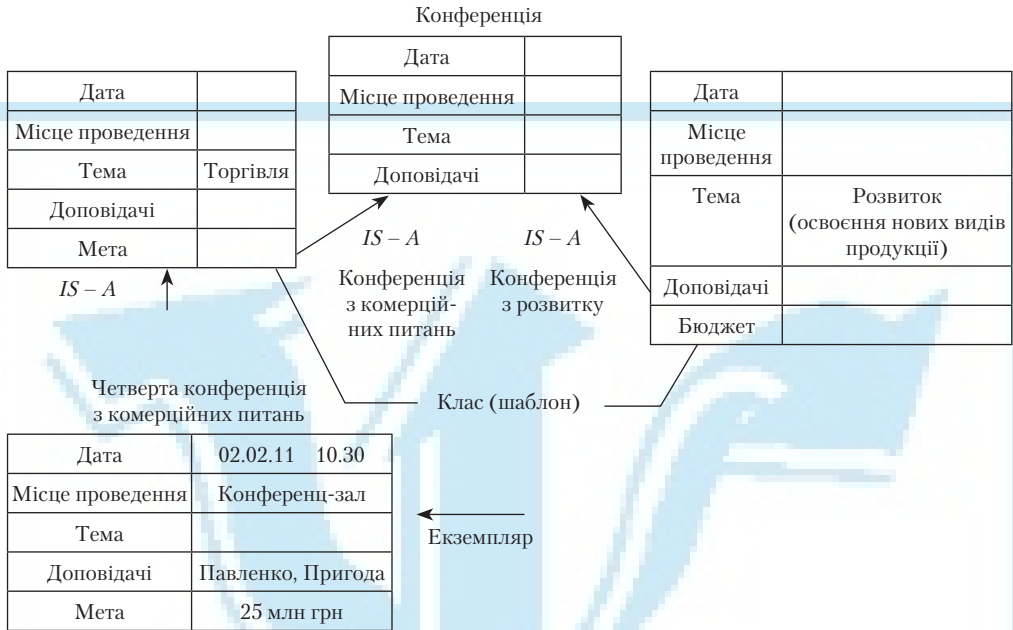 Конференція
Дата
Місце проведення
Тема
Доповідачі
Дата
Місце проведення
Тема Торгівля
Доповідачі
Мета
Дата
Місце
проведення
Тема Розвиток
(освоєння нових видів
продукції)
Доповідачі
Бюджет
IS – A
IS – A
IS – A
Конференція
з комерцій-
них питань
Конференція
з розвитку
Клас (шаблон)
Четверта конференція
з комерційних питань
Дата 02.02.11 10.30
Місце проведення Конференц-зал
Тема
Доповідачі Павленко, Пригода
Мета 25 млн грн
Екземпляр